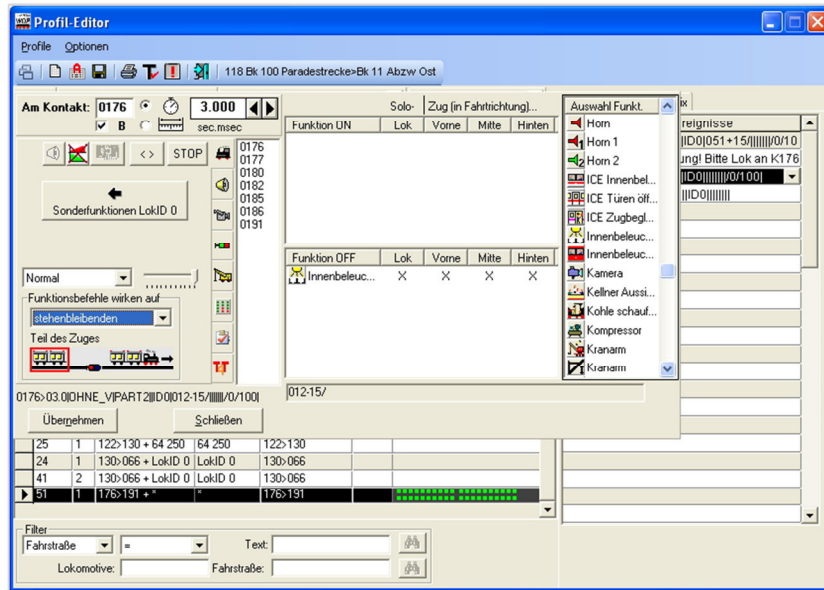 Profil-Editor
Profile Optionen
118 Bk 100 Paradestrecke>Bk 11 Abzw Ost
Am Kontakt: 0176 3.000
B sec.msec
<> STOP
Sonderfunktionen LokID 0
Normal
Funktionsbefehle wirken auf
stehenbleibenden
Teil des Zuges
0176
0177
0180
0182
0185
0186
0191
Solo- Zug (in Fahrtrichtung)...
Funktion ON Lok Vorne Mitte Hinten
Funktion OFF Lok Vorne Mitte Hinten
Innenbeleuc... X X X X
012-15/
0176>03.0|OHNE_V|PART2|||D0|012-15/||||||/0/100|
Übernehmen Schließen
Auswahl Funkt.
Horn
Horn 1
Horn 2
ICE Innenbel...
ICE Türen öff...
ICE Zugbegl...
Innenbeleuc...
Innenbeleuc...
Kamera
Kellner Aussi...
Kohle schauf...
Kompressor
Kranarm
Kranarm
ix
reignisse
||ID0|051+15/|||||||/0/10
ung! Bitte Lok an K176
||ID0||||||||/0/100|
|||ID0||||||||
25 1 122>130 + 64 250 64 250 122>130
24 1 130>066 + LokID 0 LokID 0 130>066
41 2 130>066 + LokID 0 LokID 0 130>066
51 1 176>191 + * * 176>191
Filter
Fahrstraße = Text:
Lokomotive: Fahrstraße: